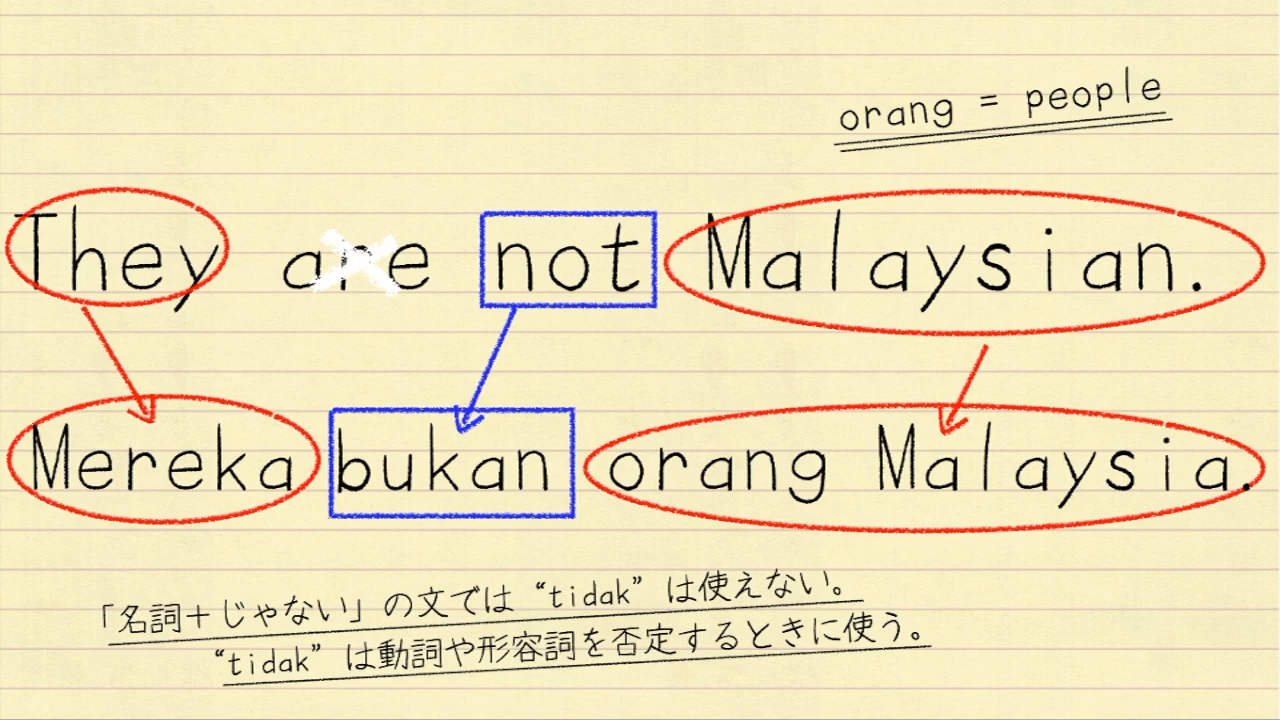 orang = people
They are not Malaysian.
Mereka bukan orang Malaysia.
「名詞＋じゃない」の文では “tidak” は使えない。
“tidak” は動詞や形容詞を否定するときに使う。